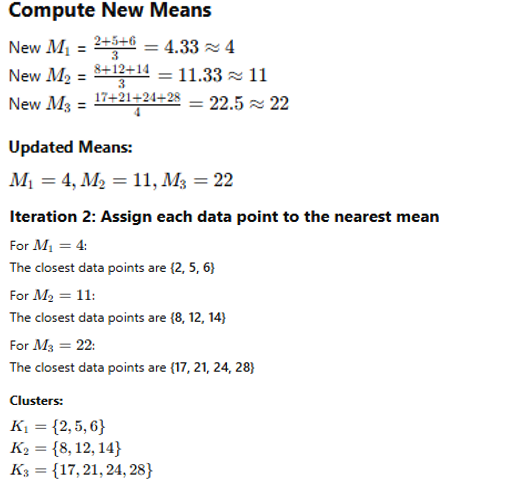 Compute New Means
New M₁ = (2+5+6)/3 = 4.33 ≈ 4
New M₂ = (8+12+14)/3 = 11.33 ≈ 11
New M₃ = (17+21+24+28)/4 = 22.5 ≈ 22
Updated Means:
M₁ = 4, M₂ = 11, M₃ = 22
Iteration 2: Assign each data point to the nearest mean
For M₁ = 4:
The closest data points are {2, 5, 6}
For M₂ = 11:
The closest data points are {8, 12, 14}
For M₃ = 22:
The closest data points are {17, 21, 24, 28}
Clusters:
K₁ = {2, 5, 6}
K₂ = {8, 12, 14}
K₃ = {17, 21, 24, 28}